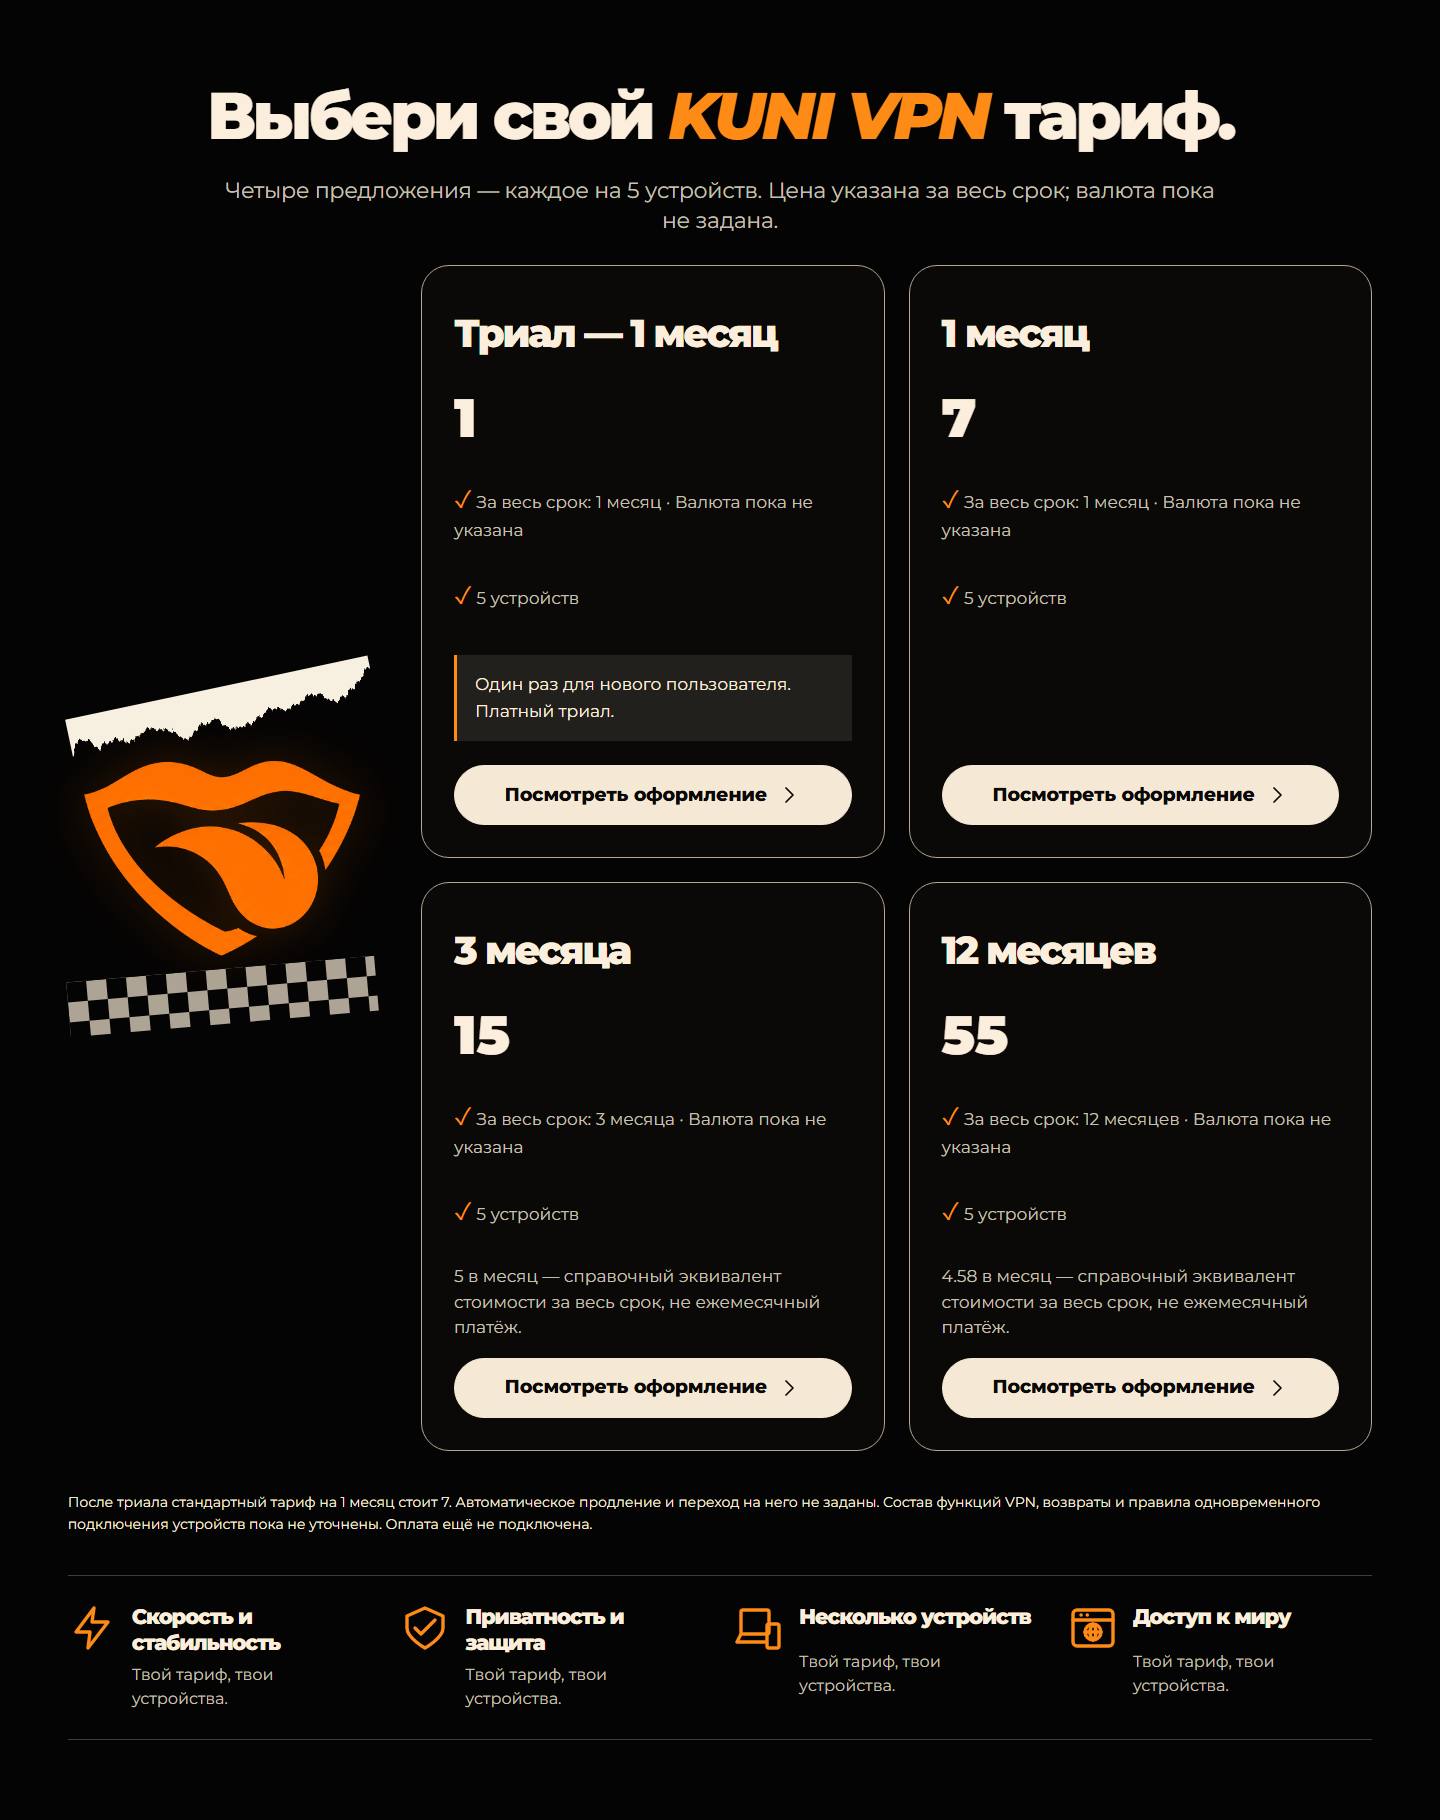 Выбери свой KUNI VPN тариф.
Четыре предложения — каждое на 5 устройств. Цена указана за весь срок; валюта пока
не задана.
Триал — 1 месяц
1
✓ За весь срок: 1 месяц · Валюта пока не
указана
✓ 5 устройств
Один раз для нового пользователя.
Платный триал.
Посмотреть оформление
1 месяц
7
✓ За весь срок: 1 месяц · Валюта пока не
указана
✓ 5 устройств
Посмотреть оформление
3 месяца
15
✓ За весь срок: 3 месяца · Валюта пока не
указана
✓ 5 устройств
5 в месяц — справочный эквивалент
стоимости за весь срок, не ежемесячный
платёж.
Посмотреть оформление
12 месяцев
55
✓ За весь срок: 12 месяцев · Валюта пока не
указана
✓ 5 устройств
4.58 в месяц — справочный эквивалент
стоимости за весь срок, не ежемесячный
платёж.
Посмотреть оформление
После триала стандартный тариф на 1 месяц стоит 7. Автоматическое продление и переход на него не заданы. Состав функций VPN, возвраты и правила одновременного
подключения устройств пока не уточнены. Оплата ещё не подключена.
Скорость и
стабильность
Твой тариф, твои
устройства.
Приватность и
защита
Твой тариф, твои
устройства.
Несколько устройств
Твой тариф, твои
устройства.
Доступ к миру
Твой тариф, твои
устройства.